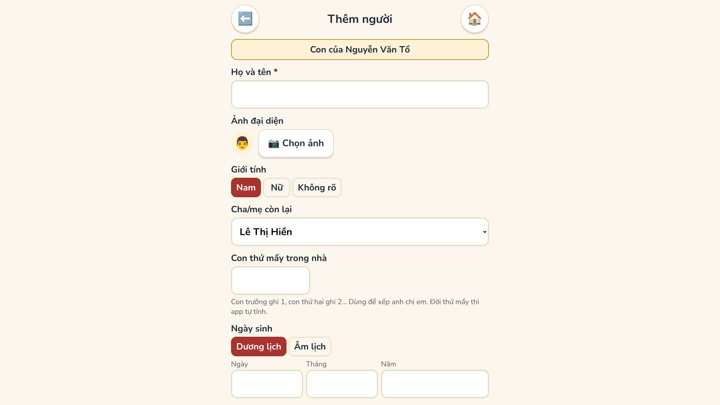 Thêm người
Con của Nguyễn Văn Tổ
Họ và tên *
Ảnh đại diện
Chọn ảnh
Giới tính
Nam Nữ Không rõ
Cha/mẹ còn lại
Lê Thị Hiền
Con thứ mấy trong nhà
Con trưởng ghi 1, con thứ hai ghi 2... Dùng để xếp anh chị em. Đời thứ mấy thì
app tự tính.
Ngày sinh
Dương lịch Âm lịch
Ngày Tháng Năm